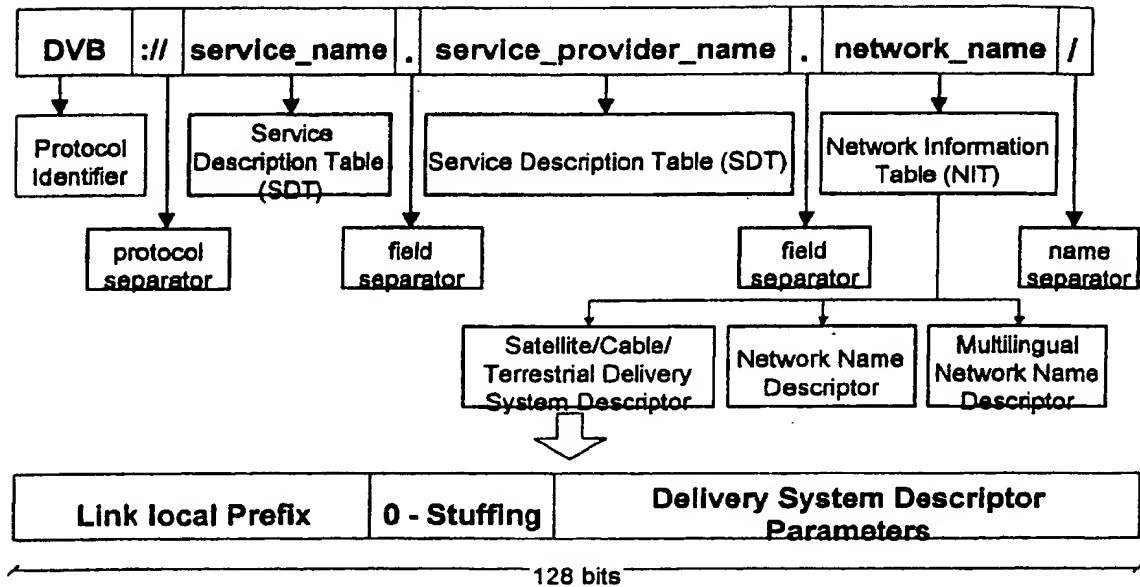 DVB :// service_name . service_provider_name . network_name /
Protocol
Identifier
Service
Description Table
(SDT)
Service Description Table (SDT)
Network Information
Table (NIT)
protocol
separator
field
separator
field
separator
name
separator
Satellite/Cable/
Terrestrial Delivery
System Descriptor
Network Name
Descriptor
Multilingual
Network Name
Descriptor
Link local Prefix
0 - Stuffing
Delivery System Descriptor
Parameters
128 bits